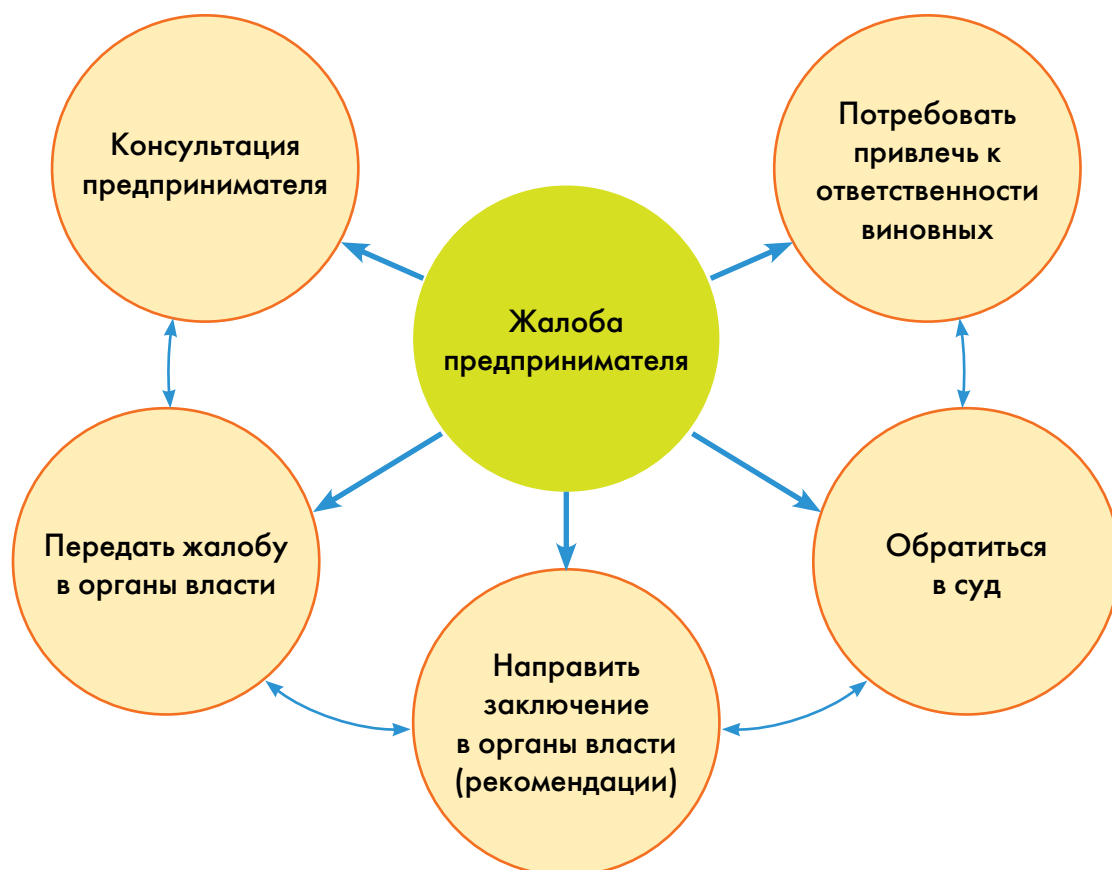 Консультация
предпринимателя
Потребовать
привлечь к
ответственности
виновных
Жалоба
предпринимателя
Передать жалобу
в органы власти
Обратиться
в суд
Направить
заключение
в органы власти
(рекомендации)